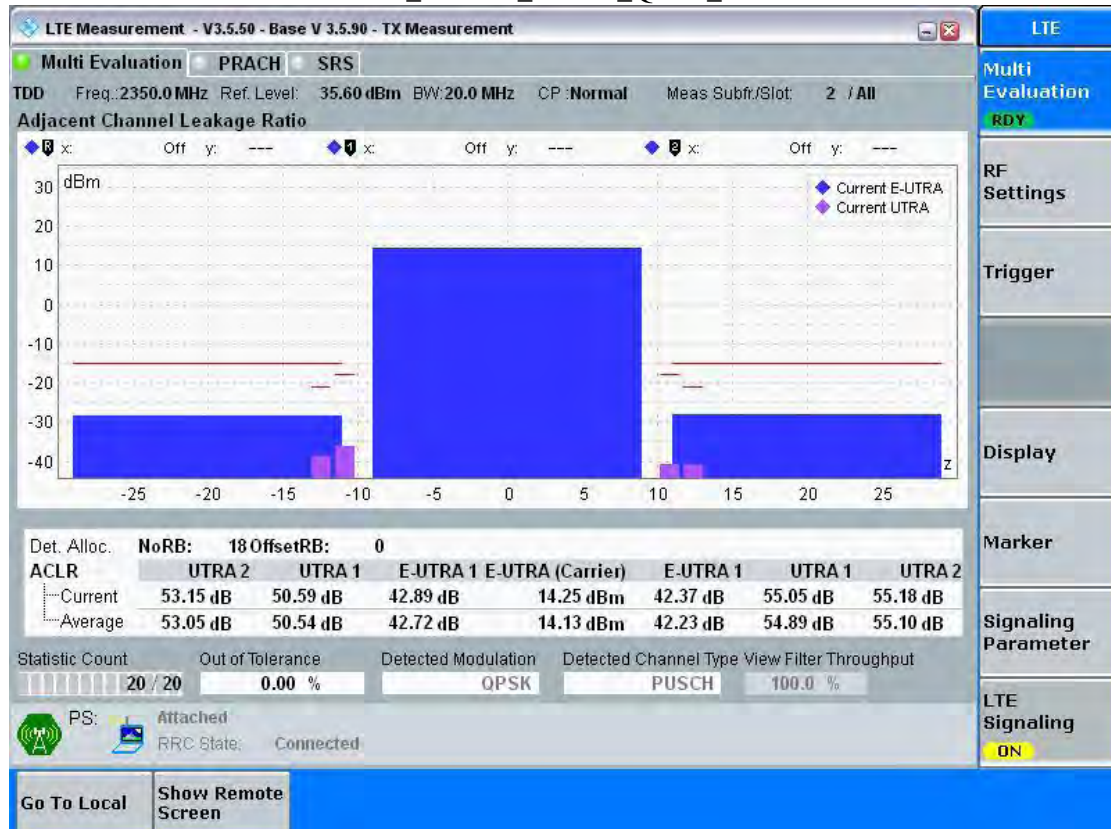 LTE Measurement - V3.5.50 - Base V 3.5.90 - TX Measurement
LTE
Multi Evaluation PRACH SRS
TDD Freq.:2350.0 MHz Ref. Level: 35.60 dBm BW:20.0 MHz CP :Normal Meas Subfr./Slot: 2 / All
Adjacent Channel Leakage Ratio
R x: Off y: --- 1 x: Off y: --- 2 x: Off y: ---
dBm
Current E-UTRA
Current UTRA
30
20
10
0
-10
-20
-30
-40
z
-25 -20 -15 -10 -5 0 5 10 15 20 25
Det. Alloc. NoRB: 18 OffsetRB: 0
ACLR UTRA 2 UTRA 1 E-UTRA 1 E-UTRA (Carrier) E-UTRA 1 UTRA 1 UTRA 2
Current 53.15 dB 50.59 dB 42.89 dB 14.25 dBm 42.37 dB 55.05 dB 55.18 dB
Average 53.05 dB 50.54 dB 42.72 dB 14.13 dBm 42.23 dB 54.89 dB 55.10 dB
Statistic Count Out of Tolerance Detected Modulation Detected Channel Type View Filter Throughput
20 / 20 0.00 % QPSK PUSCH 100.0 %
PS: Attached
RRC State: Connected
Multi
Evaluation
RDY
RF
Settings
Trigger
Display
Marker
Signaling
Parameter
LTE
Signaling
ON
Go To Local
Show Remote
Screen